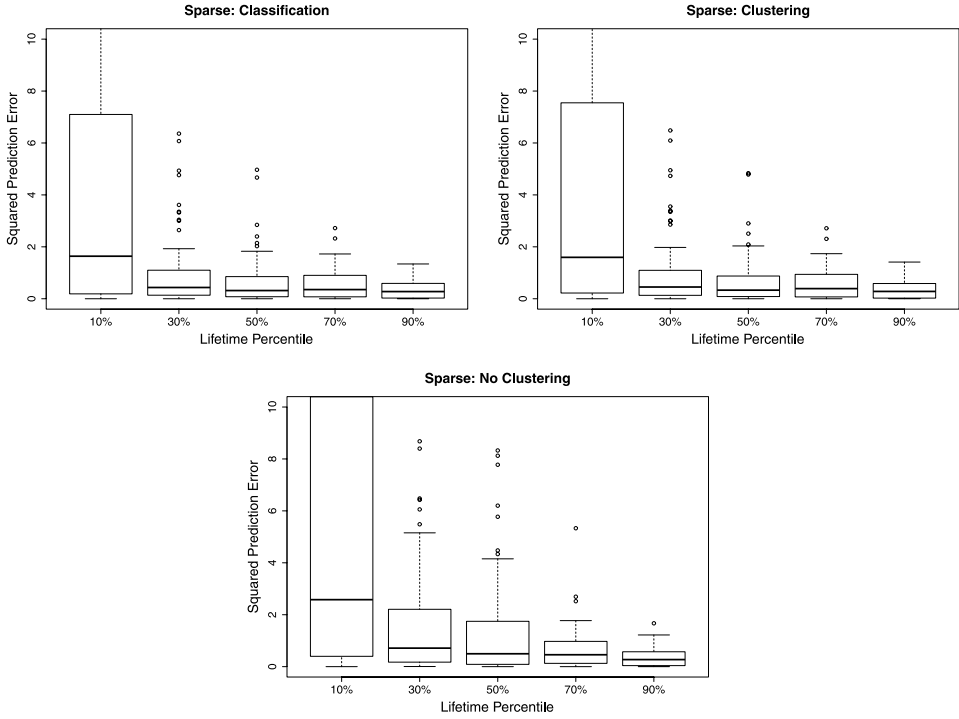 Sparse: Classification
Squared Prediction Error
10
8
6
4
2
0
10% 30% 50% 70% 90%
Lifetime Percentile
Sparse: Clustering
Squared Prediction Error
10
8
6
4
2
0
10% 30% 50% 70% 90%
Lifetime Percentile
Sparse: No Clustering
Squared Prediction Error
10
8
6
4
2
0
10% 30% 50% 70% 90%
Lifetime Percentile